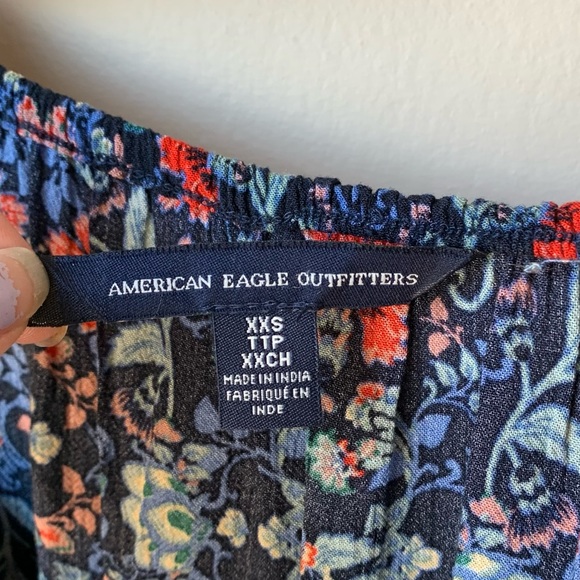 AMERICAN EAGLE OUTFITTERS
XXS
TTP
XXCH
MADE IN INDIA
FABRIQUÉ EN
INDE